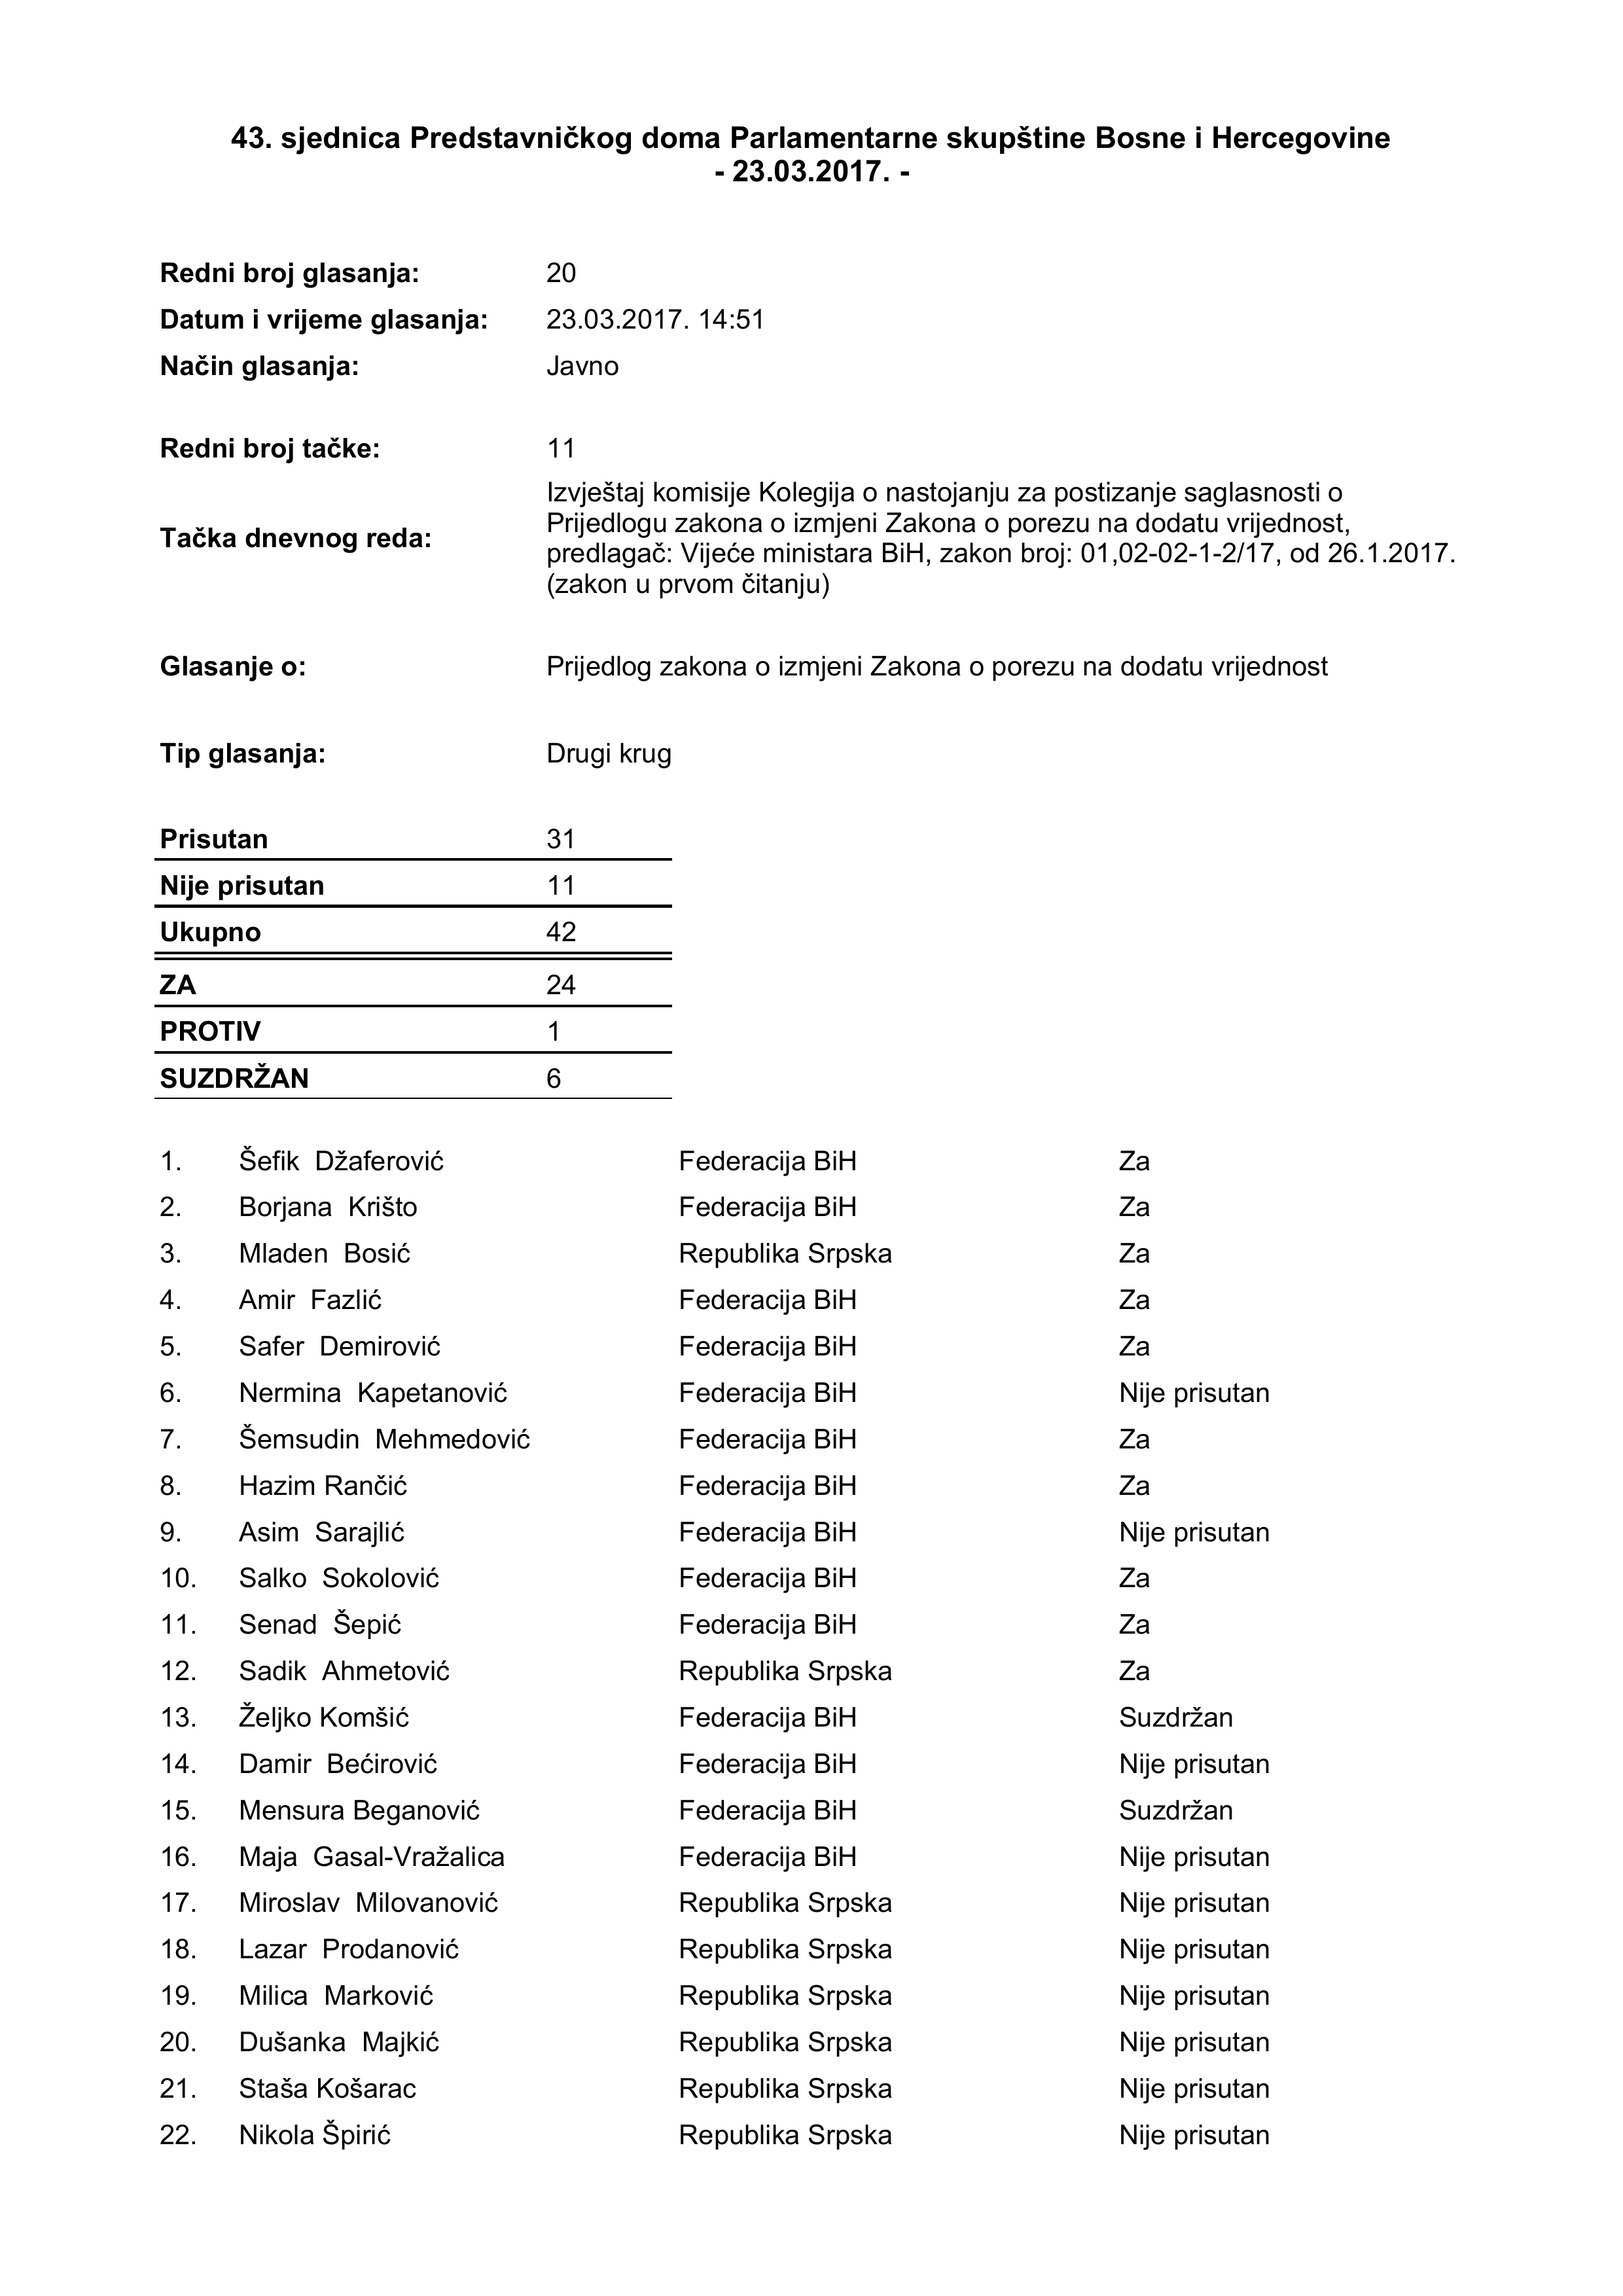 43. sjednica Predstavničkog doma Parlamentarne skupštine Bosne i Hercegovine
- 23.03.2017. -
Redni broj glasanja: 20
Datum i vrijeme glasanja: 23.03.2017. 14:51
Način glasanja: Javno
Redni broj tačke: 11
Tačka dnevnog reda: Izvještaj komisije Kolegija o nastojanju za postizanje saglasnosti o
Prijedlogu zakona o izmjeni Zakona o porezu na dodatu vrijednost,
predlagač: Vijeće ministara BiH, zakon broj: 01,02-02-1-2/17, od 26.1.2017.
(zakon u prvom čitanju)
Glasanje o: Prijedlog zakona o izmjeni Zakona o porezu na dodatu vrijednost
Tip glasanja: Drugi krug
Prisutan 31
Nije prisutan 11
Ukupno 42
ZA 24
PROTIV 1
SUZDRŽAN 6
1. Šefik Džaferović Federacija BiH Za
2. Borjana Krišto Federacija BiH Za
3. Mladen Bosić Republika Srpska Za
4. Amir Fazlić Federacija BiH Za
5. Safer Demirović Federacija BiH Za
6. Nermina Kapetanović Federacija BiH Nije prisutan
7. Šemsudin Mehmedović Federacija BiH Za
8. Hazim Rančić Federacija BiH Za
9. Asim Sarajlić Federacija BiH Nije prisutan
10. Salko Sokolović Federacija BiH Za
11. Senad Šepić Federacija BiH Za
12. Sadik Ahmetović Republika Srpska Za
13. Željko Komšić Federacija BiH Suzdržan
14. Damir Bećirović Federacija BiH Nije prisutan
15. Mensura Beganović Federacija BiH Suzdržan
16. Maja Gasal-Vražalica Federacija BiH Nije prisutan
17. Miroslav Milovanović Republika Srpska Nije prisutan
18. Lazar Prodanović Republika Srpska Nije prisutan
19. Milica Marković Republika Srpska Nije prisutan
20. Dušanka Majkić Republika Srpska Nije prisutan
21. Staša Košarac Republika Srpska Nije prisutan
22. Nikola Špirić Republika Srpska Nije prisutan